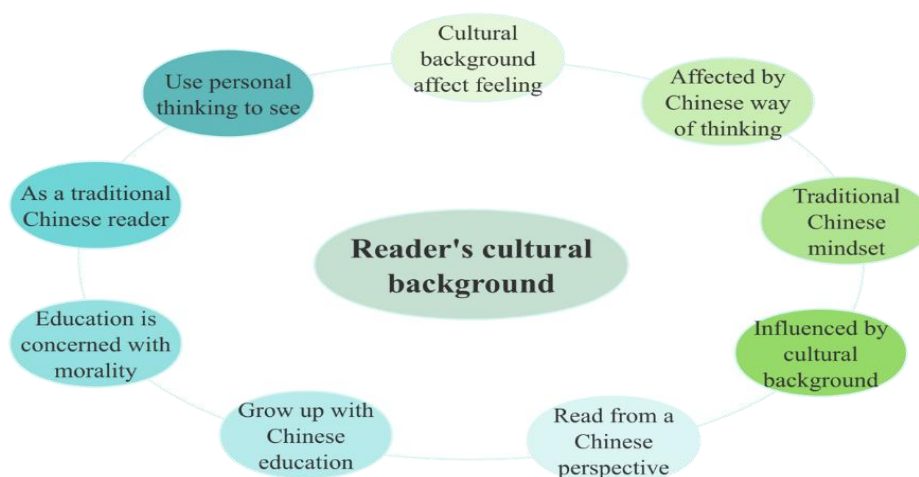 Cultural
background
affect feeling
Affected by
Chinese way
of thinking
Traditional
Chinese
mindset
Influenced by
cultural
background
Read from a
Chinese
perspective
Grow up with
Chinese
education
Education is
concerned with
morality
As a traditional
Chinese reader
Use personal
thinking to see
Reader's cultural
background